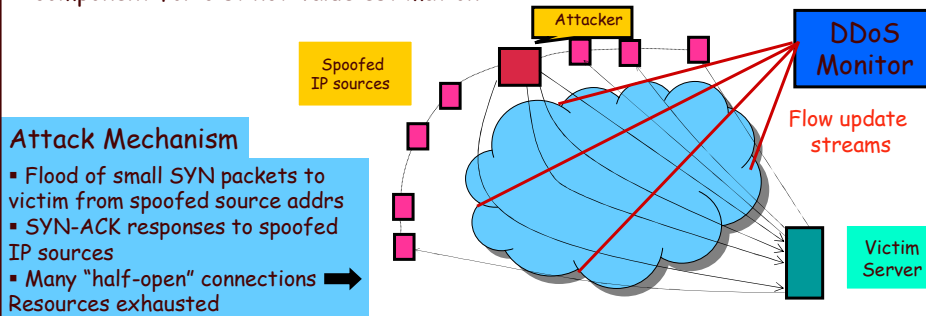 Attacker
DDoS
Monitor
Spoofed
IP sources
Flow update
streams
Attack Mechanism
▪ Flood of small SYN packets to
victim from spoofed source addrs
▪ SYN-ACK responses to spoofed
IP sources
▪ Many “half-open” connections
Resources exhausted
Victim
Server